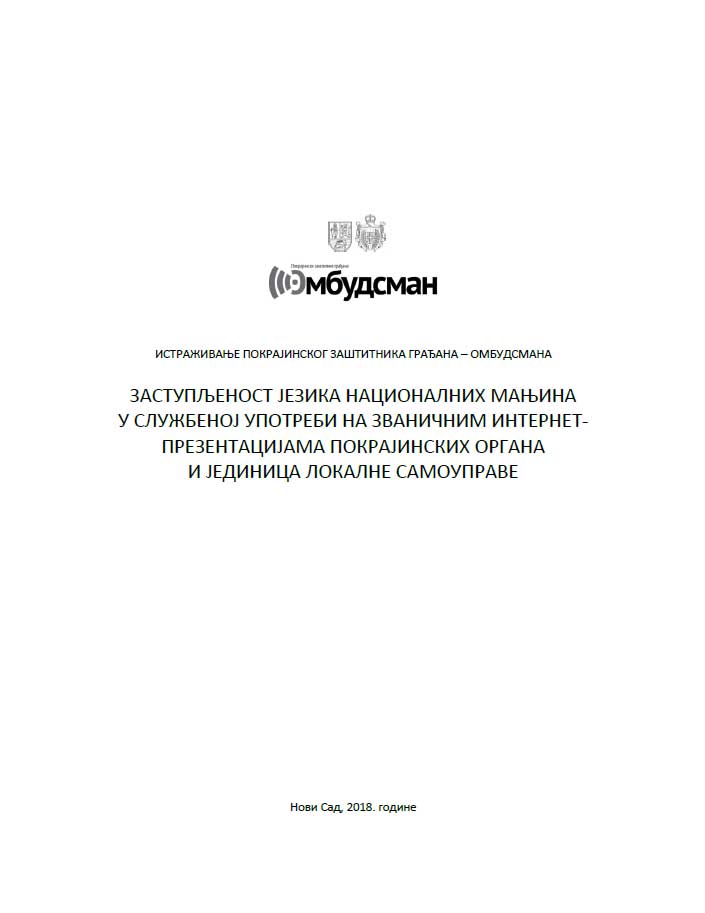 Покрајински заштитник грађана
Омбудсман
ИСТРАЖИВАЊЕ ПОКРАЈИНСКОГ ЗАШТИТНИКА ГРАЂАНА – ОМБУДСМАНА
ЗАСТУПЉЕНОСТ ЈЕЗИКА НАЦИОНАЛНИХ МАЊИНА
У СЛУЖБЕНОЈ УПОТРЕБИ НА ЗВАНИЧНИМ ИНТЕРНЕТ-
ПРЕЗЕНТАЦИЈАМА ПОКРАЈИНСКИХ ОРГАНА
И ЈЕДИНИЦА ЛОКАЛНЕ САМОУПРАВЕ
Нови Сад, 2018. године